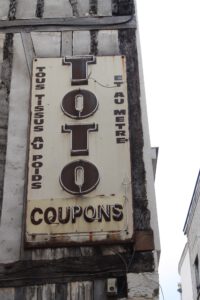 TOUS TISSUS AU POIDS
TOTO
ET AU METRE
COUPONS